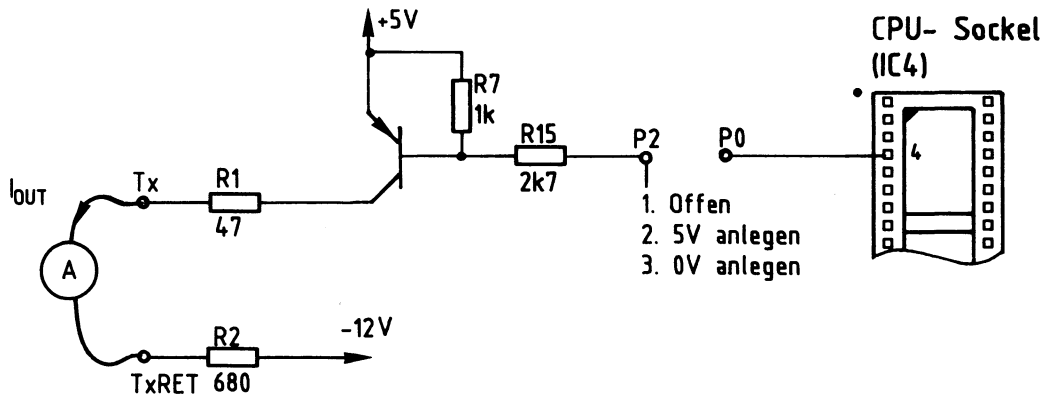 +5V
CPU- Sockel
(IC4)
R7
1k
R15
2k7
P2
P0
4
1. Offen
2. 5V anlegen
3. 0V anlegen
IOUT
Tx
R1
47
A
R2
680
-12V
TxRET